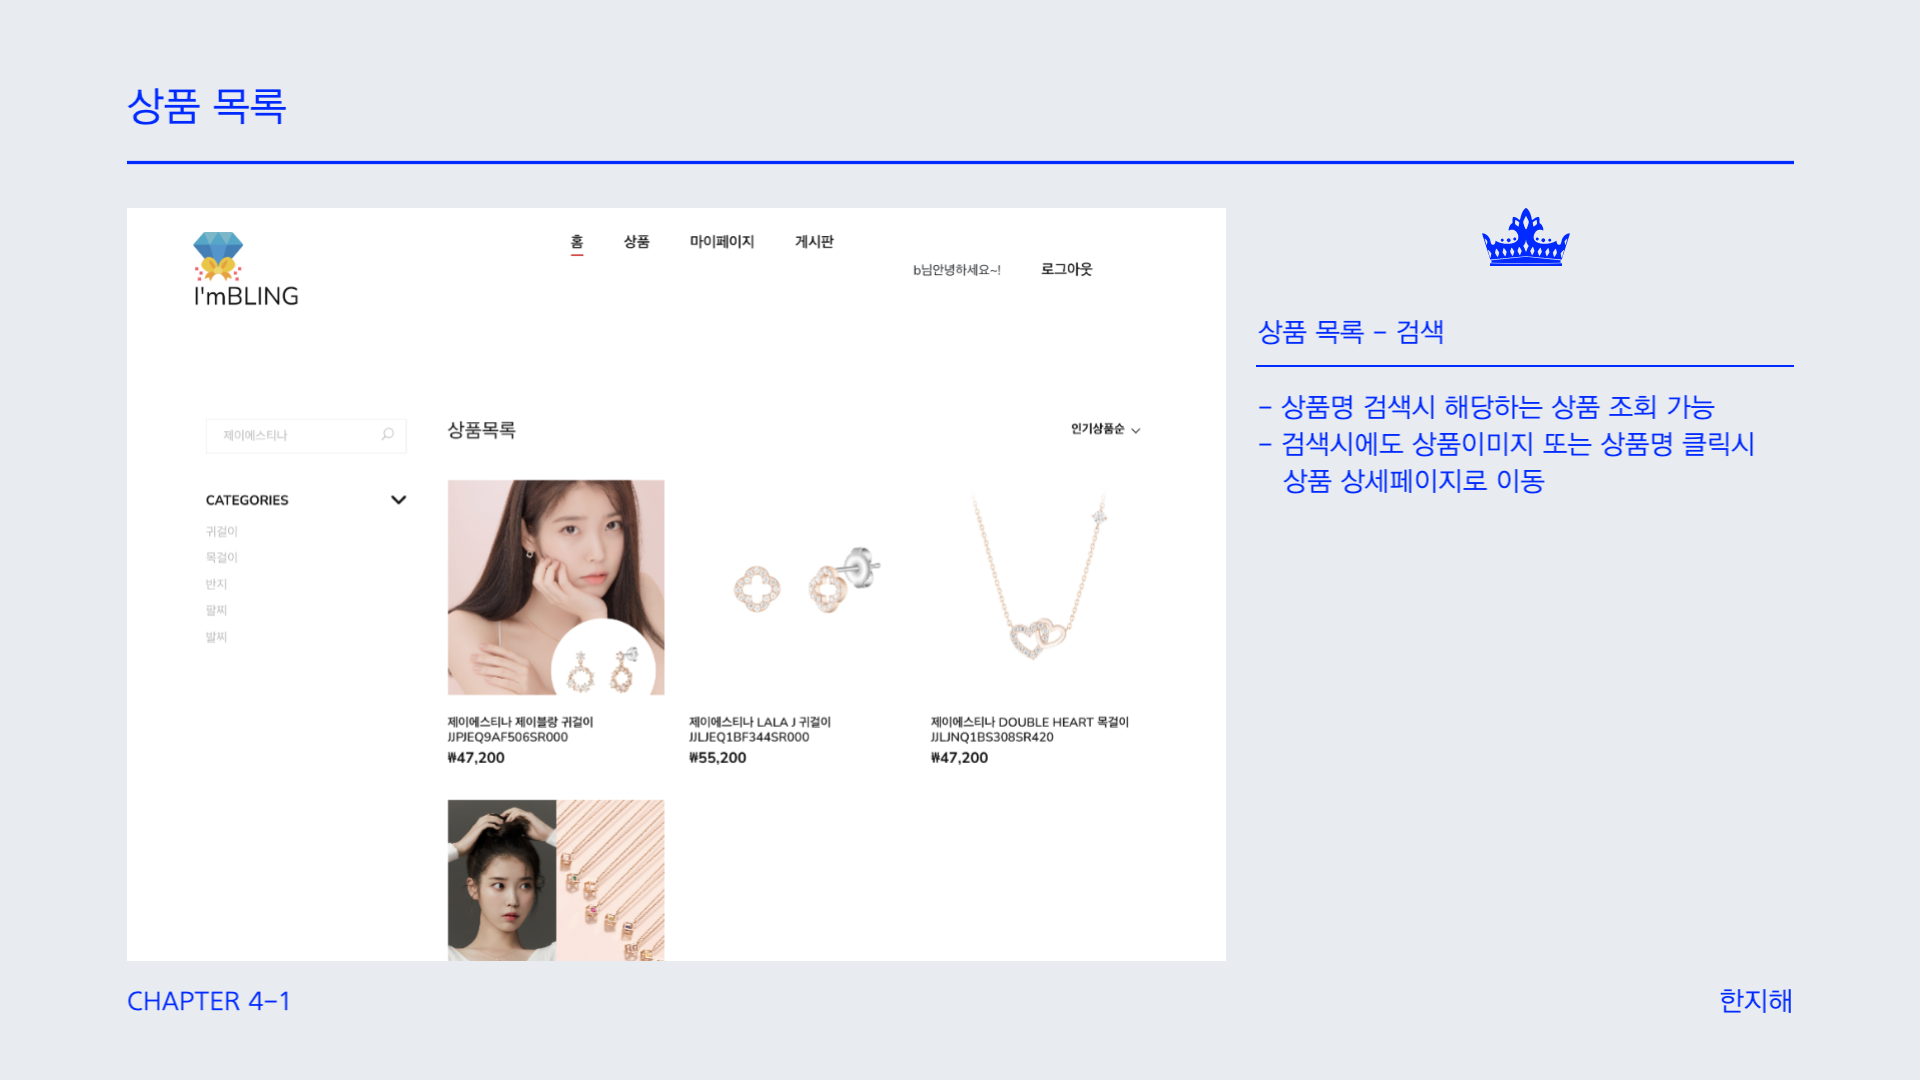 상품 목록
I'mBLING
홈 상품 마이페이지 게시판
b님안녕하세요~! 로그아웃
제이에스티나
CATEGORIES
귀걸이
목걸이
반지
팔찌
발찌
상품목록
인기상품순
제이에스티나 제이블랑 귀걸이
JJPJEQ9AF506SR000
₩47,200
제이에스티나 LALA J 귀걸이
JJLJEQ1BF344SR000
₩55,200
제이에스티나 DOUBLE HEART 목걸이
JJLJNQ1BS308SR420
₩47,200
상품 목록 - 검색
- 상품명 검색시 해당하는 상품 조회 가능
- 검색시에도 상품이미지 또는 상품명 클릭시
상품 상세페이지로 이동
CHAPTER 4-1
한지해